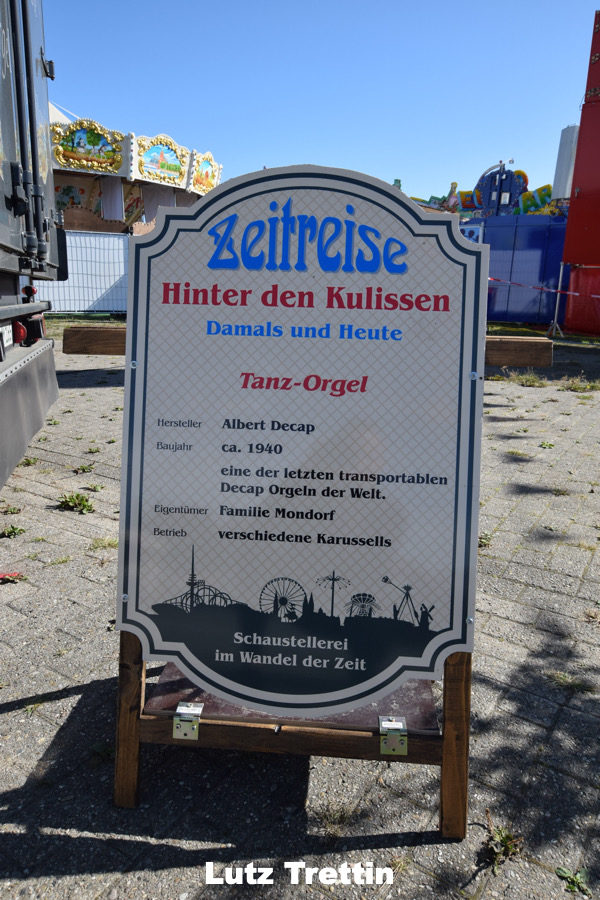 Zeitreise
Hinter den Kulissen
Damals und Heute
Tanz-Orgel
Hersteller Albert Decap
Baujahr ca. 1940
eine der letzten transportablen
Decap Orgeln der Welt.
Eigentümer Familie Mondorf
Betrieb verschiedene Karussells
Schaustellerei
im Wandel der Zeit
Lutz Trettin